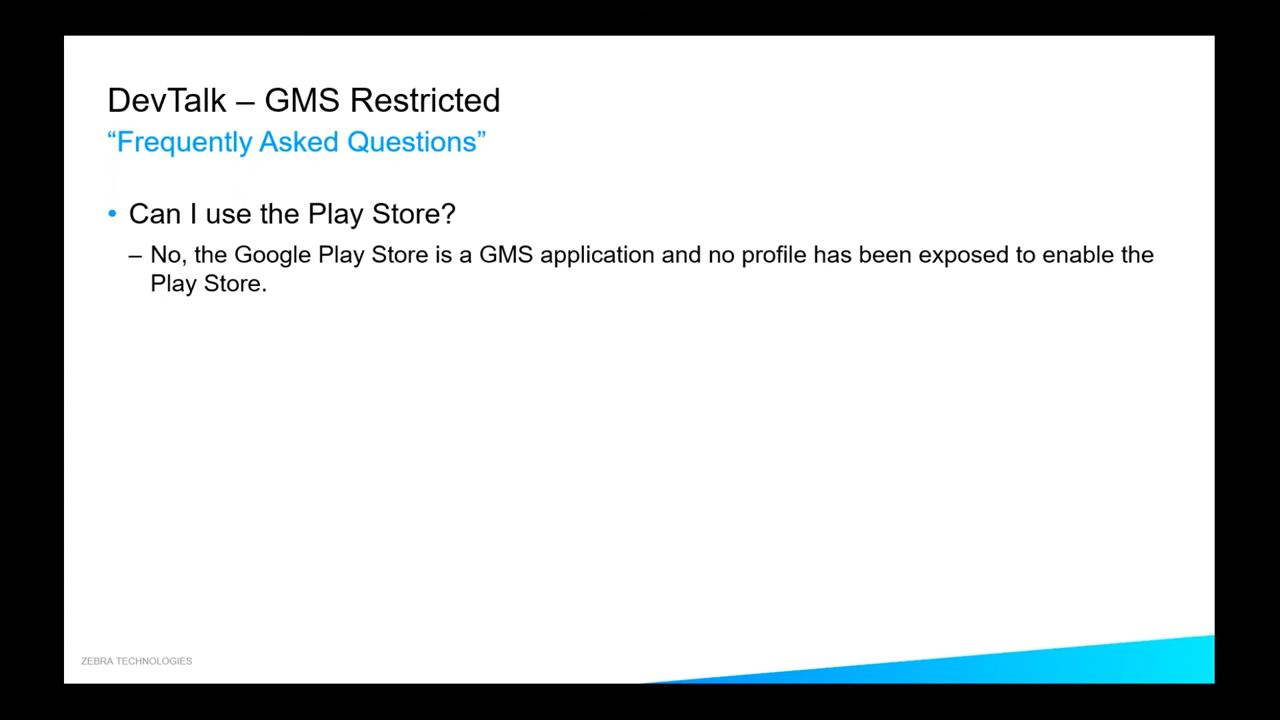 DevTalk – GMS Restricted
“Frequently Asked Questions”
• Can I use the Play Store?
– No, the Google Play Store is a GMS application and no profile has been exposed to enable the
Play Store.
ZEBRA TECHNOLOGIES